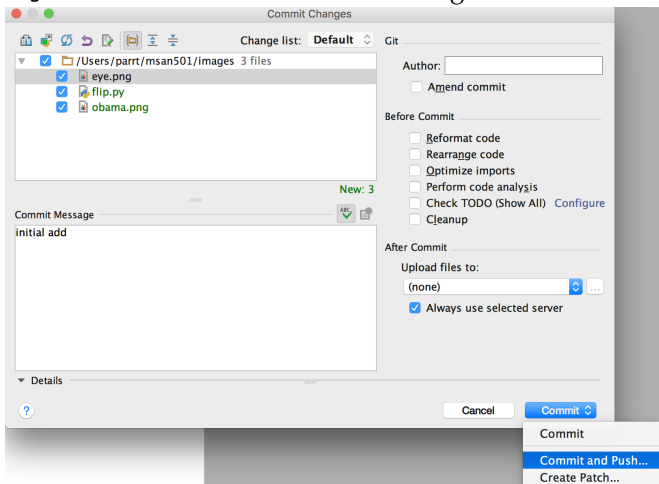 Commit Changes
Change list: Default
/Users/parrt/msan501/images 3 files
eye.png
flip.py
obama.png
New: 3
Commit Message
ABC
initial add
Details
?
Git
Author:
Amend commit
Before Commit
Reformat code
Rearrange code
Optimize imports
Perform code analysis
Check TODO (Show All) Configure
Cleanup
After Commit
Upload files to:
(none)
...
Always use selected server
Cancel
Commit
Commit
Commit and Push...
Create Patch...